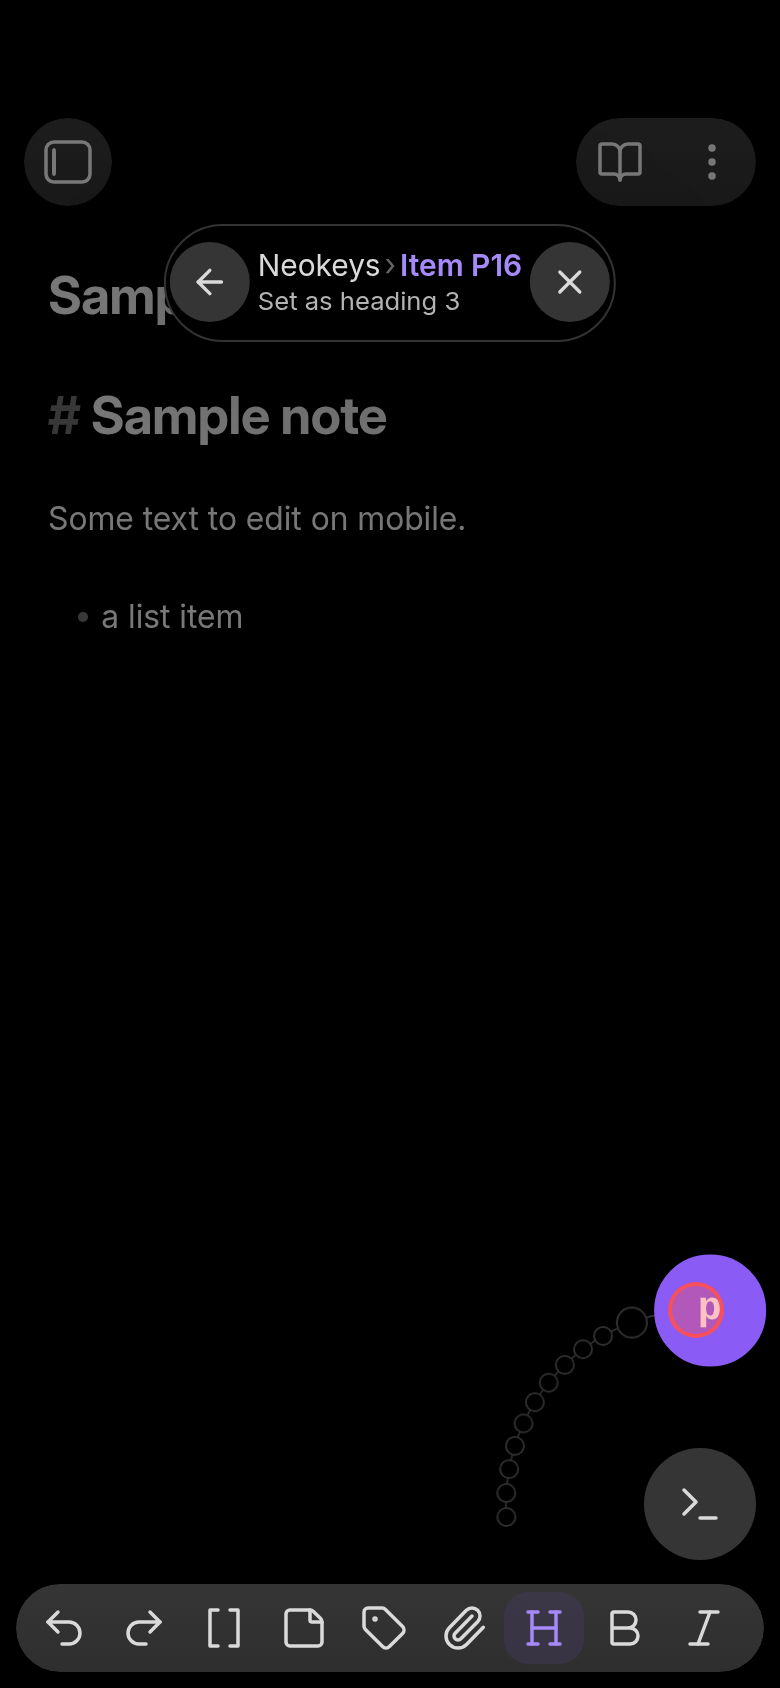 Neokeys › Item P16
Set as heading 3
Samp
# Sample note
Some text to edit on mobile.
• a list item
p